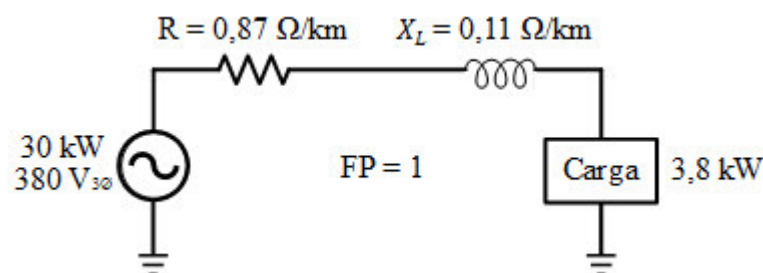 R = 0,87 Ω/km
X_L = 0,11 Ω/km
30 kW
380 V₃ø
FP = 1
Carga
3,8 kW